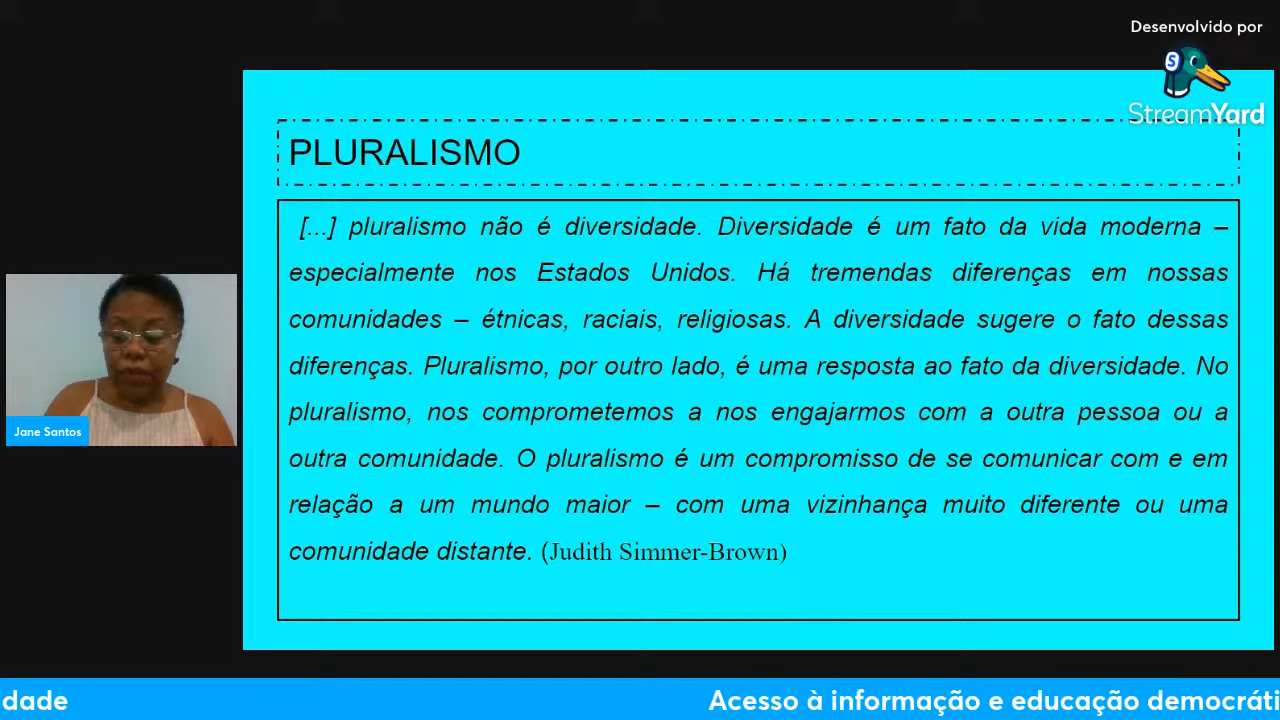 Desenvolvido por
StreamYard
PLURALISMO
[...] pluralismo não é diversidade. Diversidade é um fato da vida moderna –
especialmente nos Estados Unidos. Há tremendas diferenças em nossas
comunidades – étnicas, raciais, religiosas. A diversidade sugere o fato dessas
diferenças. Pluralismo, por outro lado, é uma resposta ao fato da diversidade. No
pluralismo, nos comprometemos a nos engajarmos com a outra pessoa ou a
outra comunidade. O pluralismo é um compromisso de se comunicar com e em
relação a um mundo maior – com uma vizinhança muito diferente ou uma
comunidade distante. (Judith Simmer-Brown)
Jane Santos
dade Acesso à informação e educação democráti